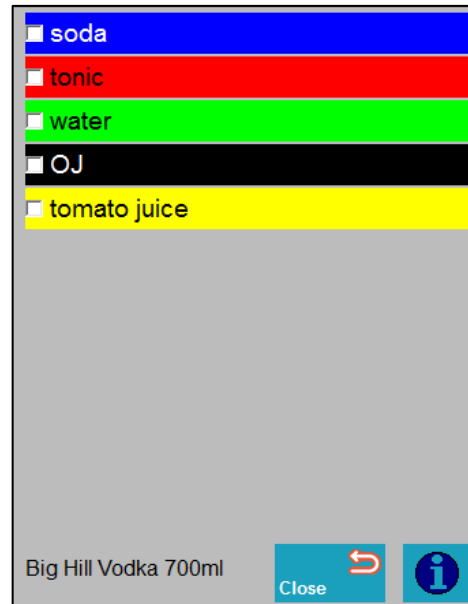 soda
tonic
water
OJ
tomato juice
Big Hill Vodka 700ml
Close